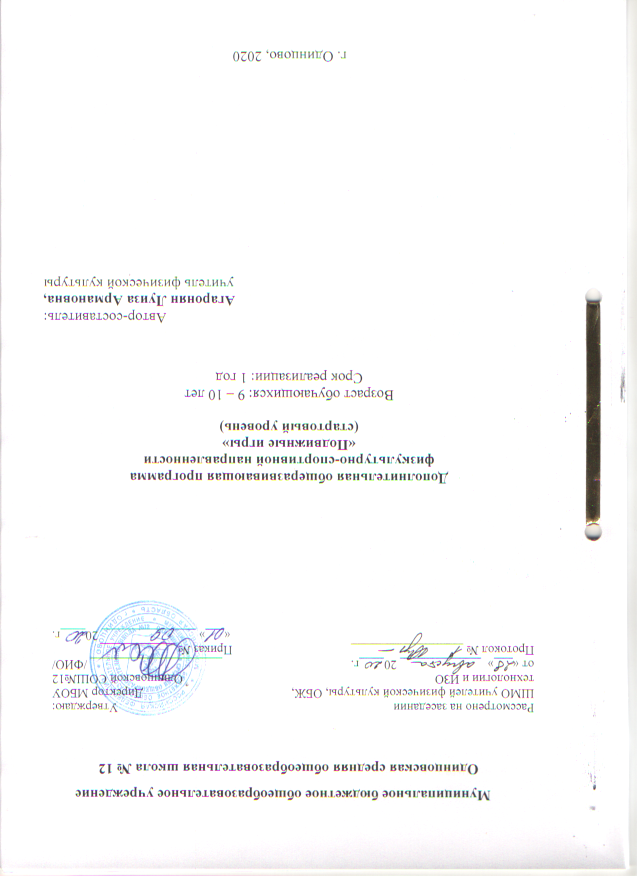 Муниципальное бюджетное общеобразовательное учреждение
Одинцовская средняя общеобразовательная школа № 12
Рассмотрено на заседании
ШМО учителей физической культуры, ОБЖ,
технологии и ИЗО
от «28» августа 2020 г.
Протокол № 1
Утверждаю:
Директор МБОУ
Одинцовской СОШ№12
/ФИО/
Приказ №
«01» 09 2020 г.
Дополнительная общеразвивающая программа
физкультурно-спортивной направленности
«Подвижные игры»
(стартовый уровень)
Возраст обучающихся: 9 – 10 лет
Срок реализации: 1 год
Автор-составитель:
Агаронян Луиза Армановна,
учитель физической культуры
г. Одинцово, 2020